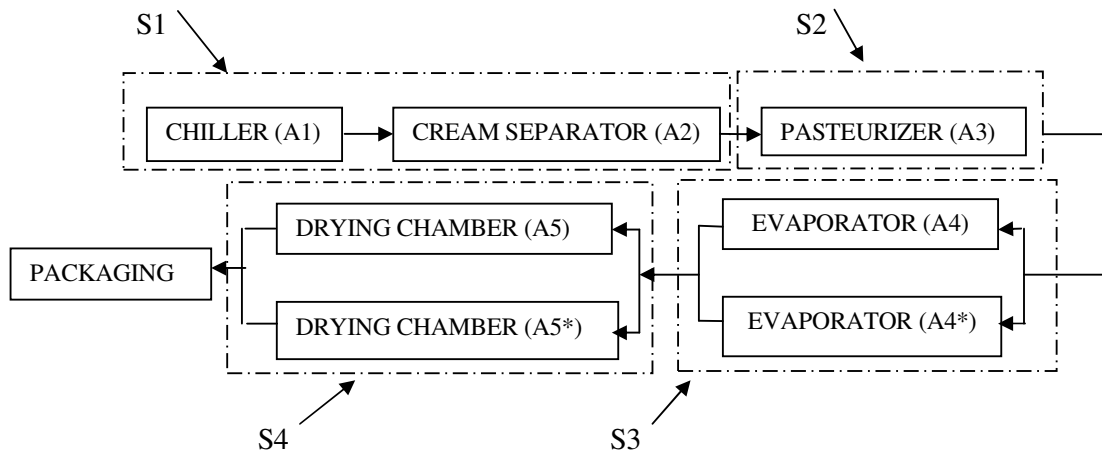 S1
S2
CHILLER (A1)
CREAM SEPARATOR (A2)
PASTEURIZER (A3)
DRYING CHAMBER (A5)
EVAPORATOR (A4)
PACKAGING
DRYING CHAMBER (A5*)
EVAPORATOR (A4*)
S4
S3